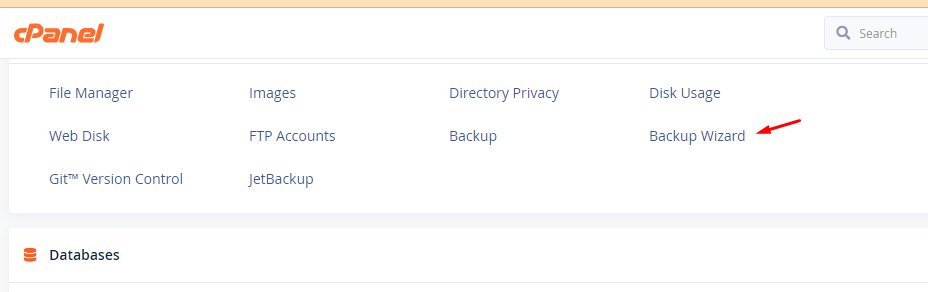 cPanel
Search
File Manager Images Directory Privacy Disk Usage
Web Disk FTP Accounts Backup Backup Wizard
Git™ Version Control JetBackup
Databases